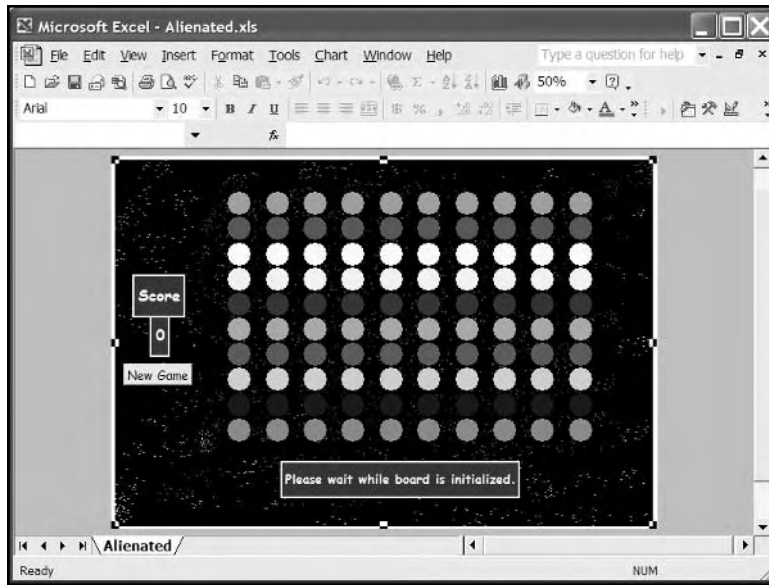 Microsoft Excel - Alienated.xls
File Edit View Insert Format Tools Chart Window Help Type a question for help
50%
Arial 10 B I U
fx
Score
0
New Game
Please wait while board is initialized.
Alienated
Ready NUM